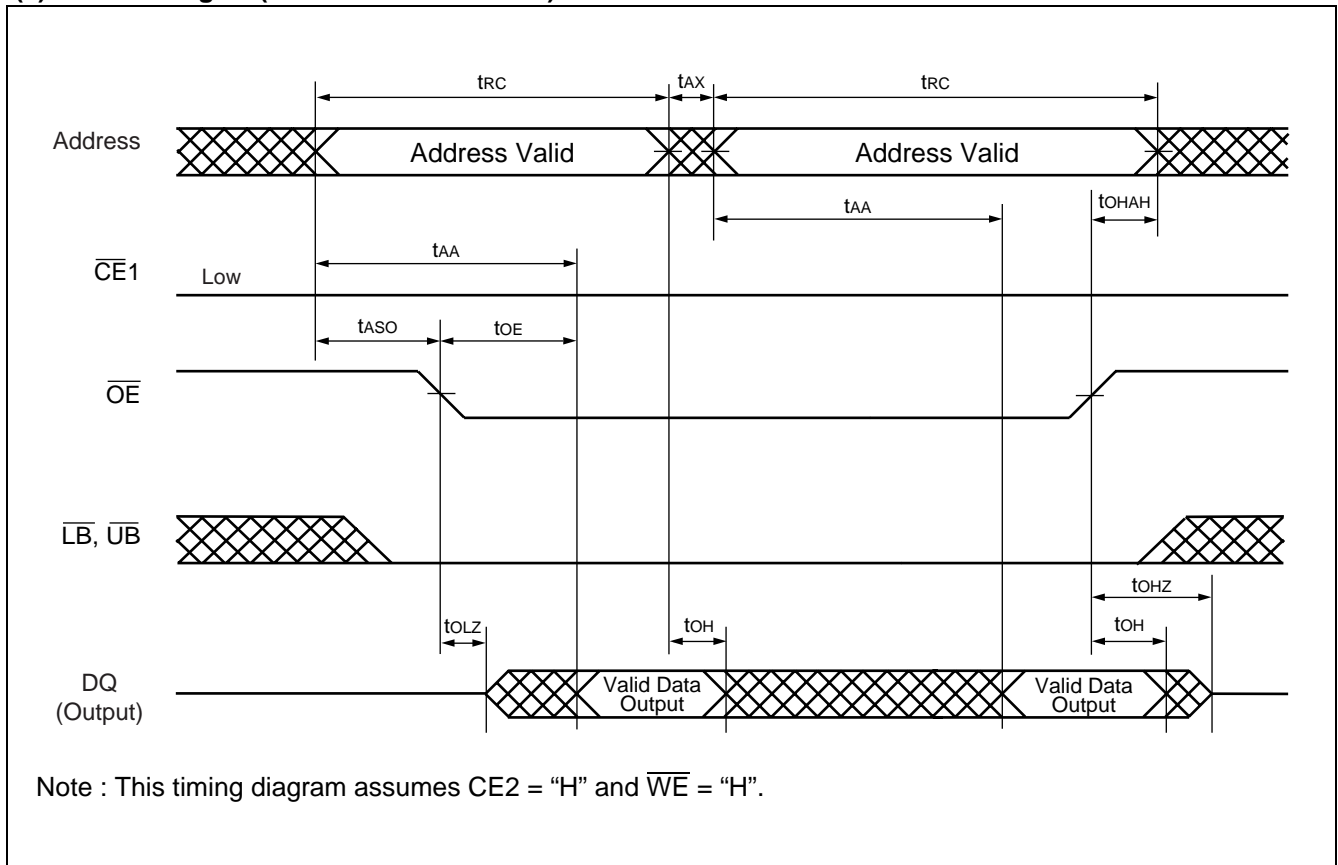 tRC tAX tRC
Address Address Valid Address Valid
tOHAH
tAA
tAA
CE1 Low
tASO tOE
OE
LB, UB
tOHZ
tOLZ tOH tOH
DQ
(Output)
Valid Data
Output
Valid Data
Output
Note : This timing diagram assumes CE2 = “H” and WE = “H”.